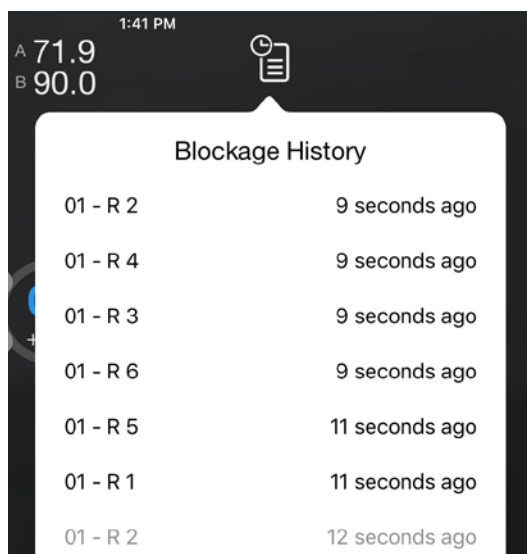 1:41 PM
A 71.9
B 90.0
Blockage History
01 - R 2 9 seconds ago
01 - R 4 9 seconds ago
01 - R 3 9 seconds ago
01 - R 6 9 seconds ago
01 - R 5 11 seconds ago
01 - R 1 11 seconds ago
01 - R 2 12 seconds ago